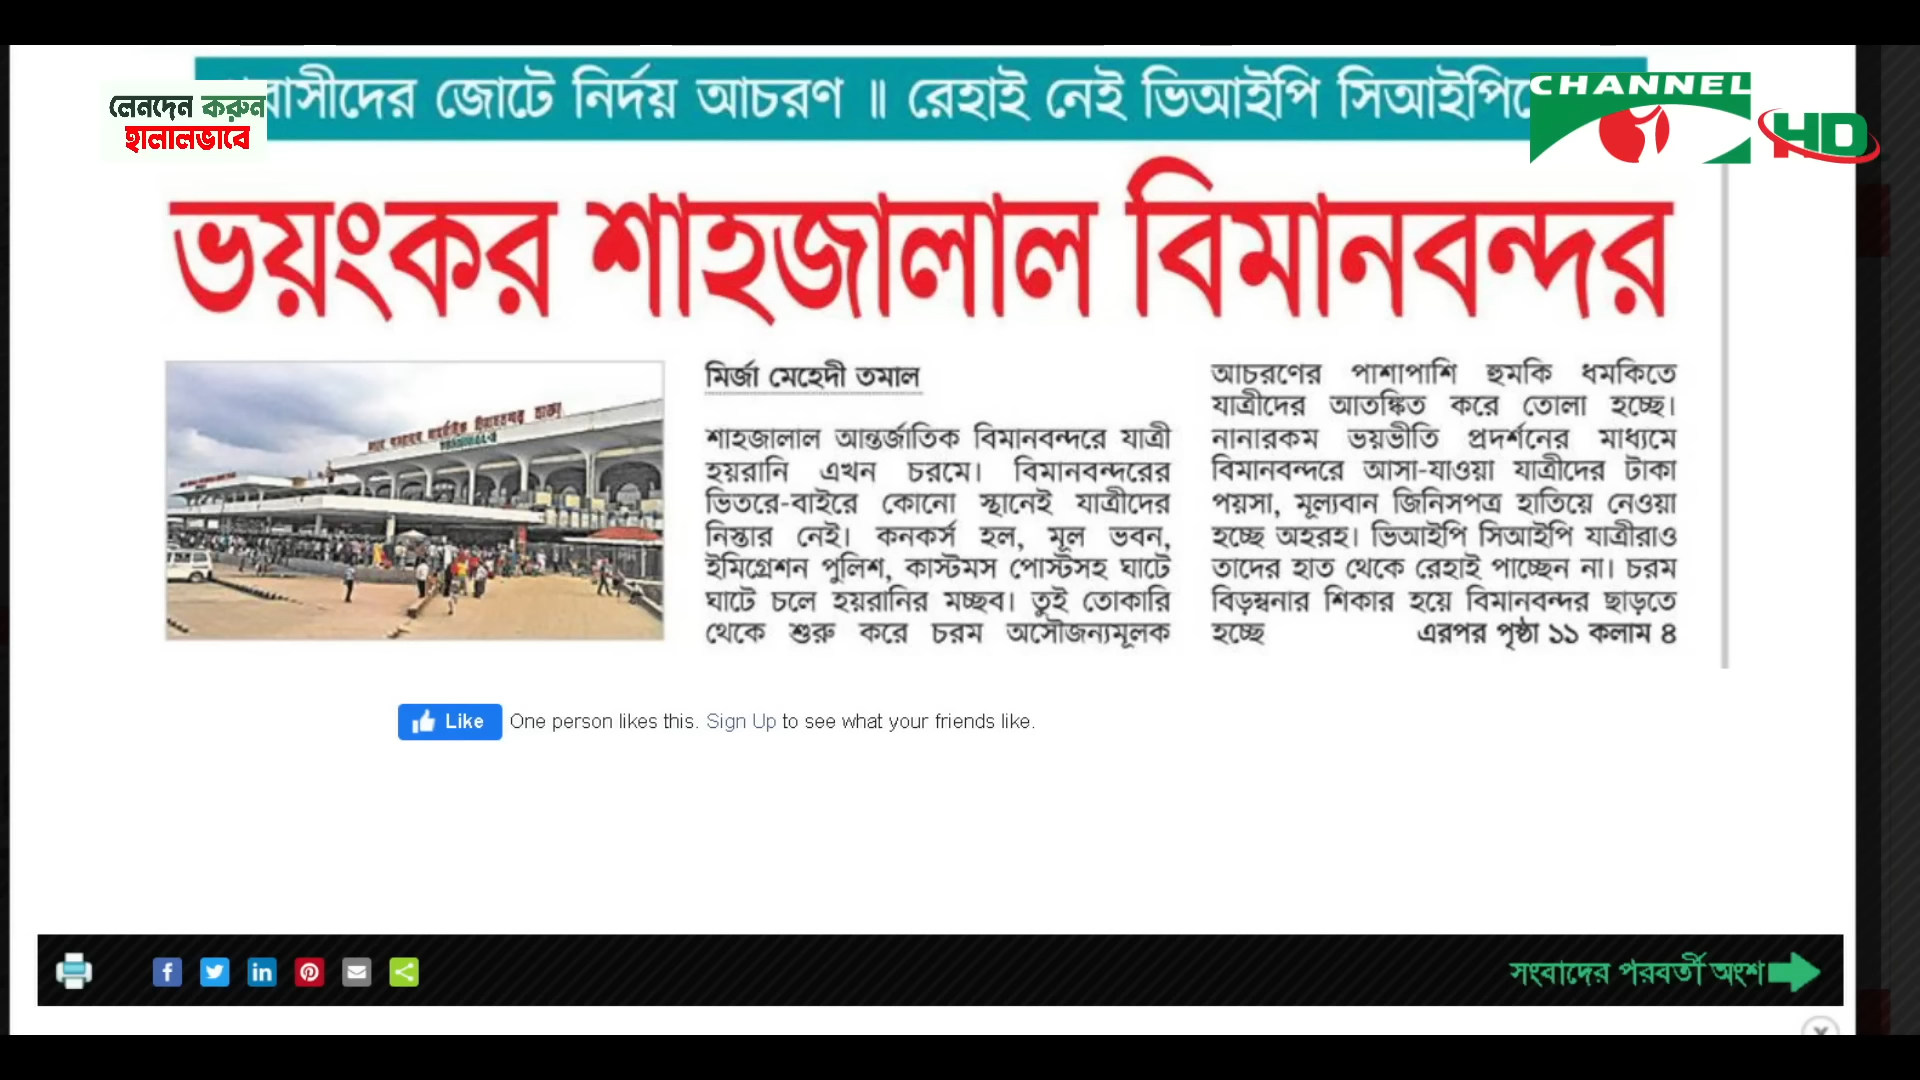 জোটে নির্দয় আচরণ ॥ রেহাই নেই ভিআইপি
CHANNEL
HD
লেনদেন করুন
হালালভাবে
ভয়ংকর শাহজালাল বিমানবন্দর
মির্জা মেহেদী তমাল
শাহজালাল আন্তর্জাতিক বিমানবন্দরে যাত্রী
হয়রানি এখন চরমে। বিমানবন্দরের
ভিতরে-বাইরে কোনো স্থানেই যাত্রীদের
নিস্তার নেই। কনকর্স হল, মূল ভবন,
ইমিগ্রেশন পুলিশ, কাস্টমস পোস্টসহ ঘাটে
ঘাটে চলে হয়রানির মচ্ছব। তুই তোকারি
থেকে শুরু করে চরম অসৌজন্যমূলক
আচরণের পাশাপাশি হুমকি ধমকিতে
যাত্রীদের আতঙ্কিত করে তোলা হচ্ছে।
নানারকম ভয়ভীতি প্রদর্শনের মাধ্যমে
বিমানবন্দরে আসা-যাওয়া যাত্রীদের টাকা
পয়সা, মূল্যবান জিনিসপত্র হাতিয়ে নেওয়া
হচ্ছে অহরহ। ভিআইপি সিআইপি যাত্রীরাও
তাদের হাত থেকে রেহাই পাচ্ছেন না। চরম
বিড়ম্বনার শিকার হয়ে বিমানবন্দর ছাড়তে
হচ্ছে এরপর পৃষ্ঠা ১১ কলাম ৪
Like One person likes this. Sign Up to see what your friends like.
সংবাদের পরবর্তী অংশ